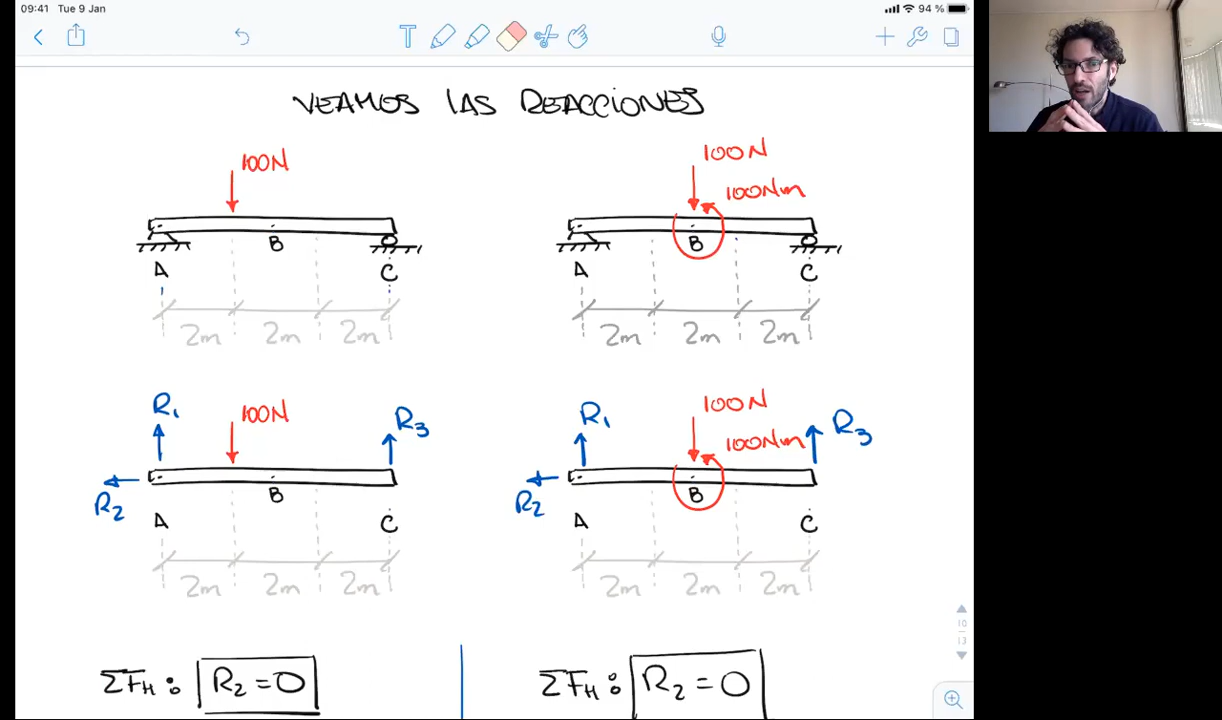 09:41 Tue 9 Jan
94 %
VEAMOS LAS REACCIONES
100N
B
A
C
2m 2m 2m
100N
100Nm
B
A
C
2m 2m 2m
R1
100N
R3
R2
B
A
C
2m 2m 2m
R1
100N
100Nm
R3
R2
B
A
C
2m 2m 2m
ΣFH: R2=0
ΣFH: R2=0
10
13